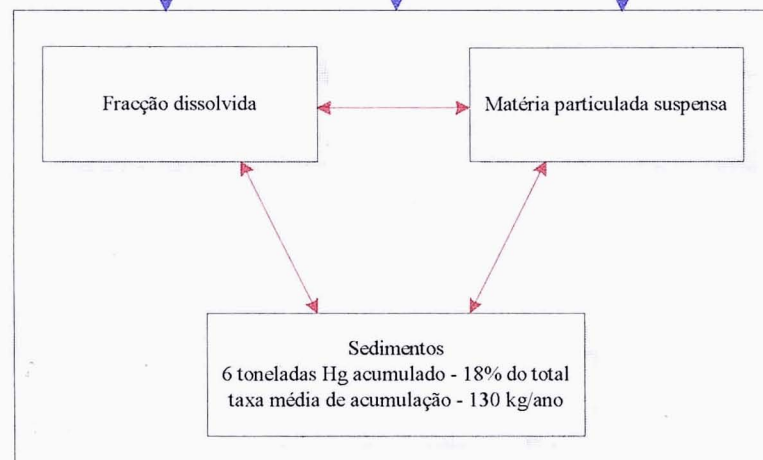 Fracção dissolvida
Matéria particulada suspensa
Sedimentos
6 toneladas Hg acumulado - 18% do total
taxa média de acumulação - 130 kg/ano